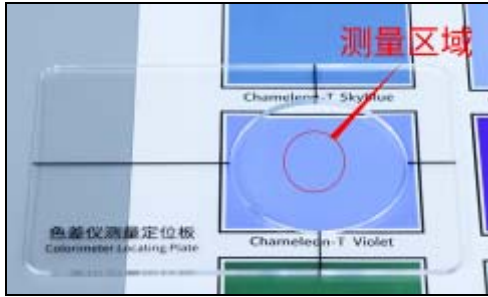 测量区域
Chameleon-T SkyBlue
色差仪测量定位板
Colorimeter Locating Plate
Chameleon-T Violet